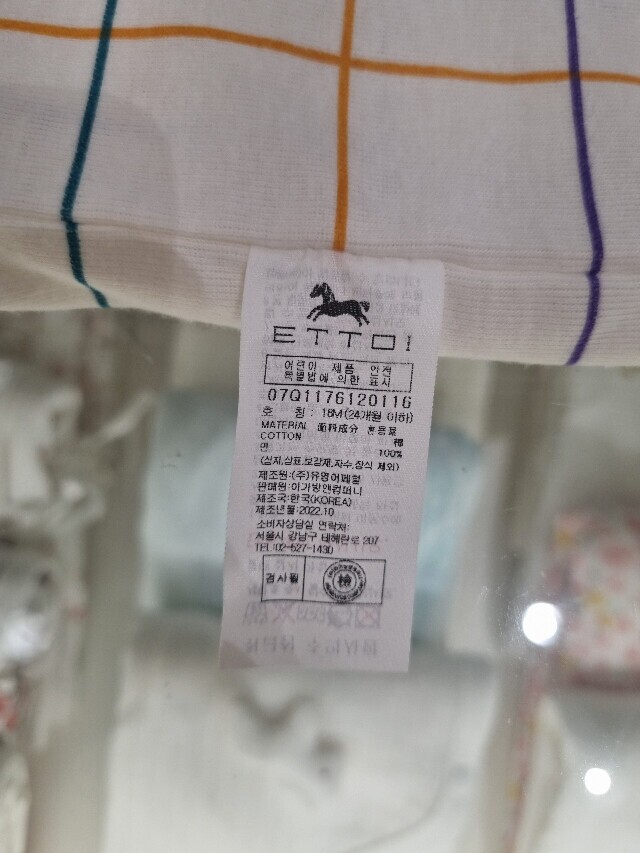 ETTOI
어린이 제품 안전
특별법에 의한 표시
07Q1176120116
호 칭 : 18M(24개월 이하)
MATERIAL 面料成分 혼용율
COTTON 棉
면 100%
(심지,상표,보강재,자수,장식 제외)
제조원:(주)유영어패럴
판매원:아가방앤컴퍼니
제조국:한국(KOREA)
제조년월:2022.10
소비자상담실 연락처:
서울시 강남구 테헤란로 207
TEL:02-527-1430
검사필 檢